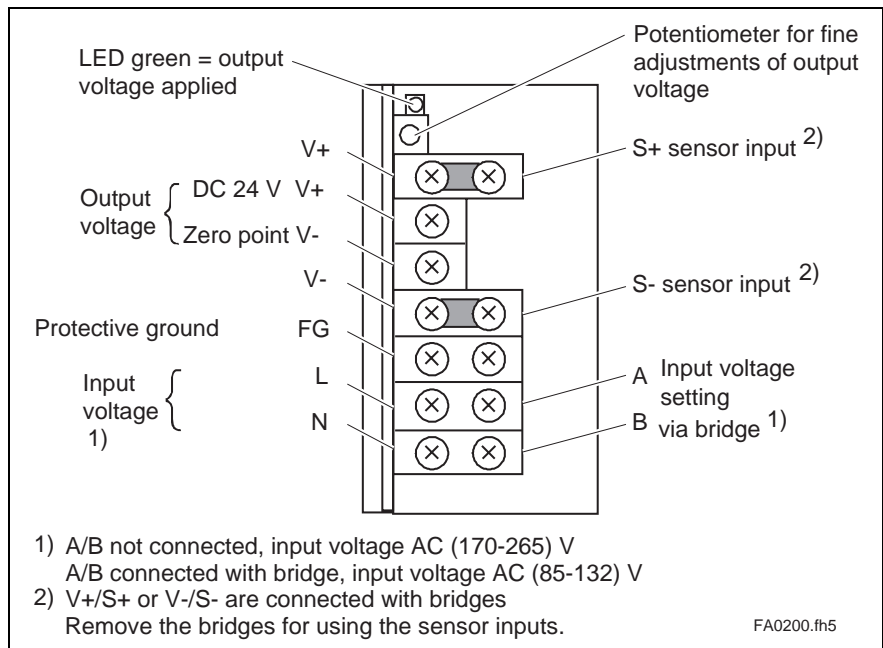 LED green = output
voltage applied
Potentiometer for fine
adjustments of output
voltage
V+
S+ sensor input 2)
Output
voltage
DC 24 V V+
Zero point V-
V-
S- sensor input 2)
Protective ground
FG
Input
voltage
1)
L
N
A
B
Input voltage
setting
via bridge 1)
1) A/B not connected, input voltage AC (170-265) V
A/B connected with bridge, input voltage AC (85-132) V
2) V+/S+ or V-/S- are connected with bridges
Remove the bridges for using the sensor inputs.
FA0200.fh5